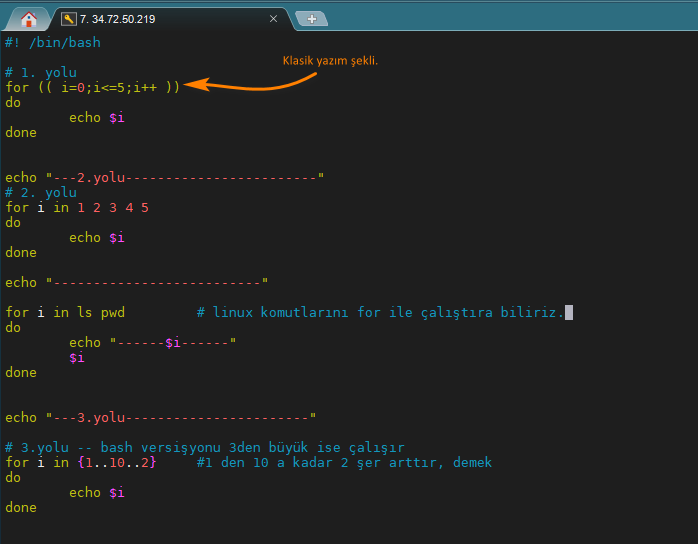 7. 34.72.50.219
#! /bin/bash
Klasik yazım şekli.
# 1. yolu
for (( i=0;i<=5;i++ ))
do
echo $i
done
echo "---2.yolu------------------------"
# 2. yolu
for i in 1 2 3 4 5
do
echo $i
done
echo "--------------------------"
for i in ls pwd # linux komutlarını for ile çalıştıra biliriz.
do
echo "------$i------"
$i
done
echo "---3.yolu-----------------------"
# 3.yolu -- bash versişyonu 3den büyük ise çalışır
for i in {1..10..2} #1 den 10 a kadar 2 şer arttır, demek
do
echo $i
done